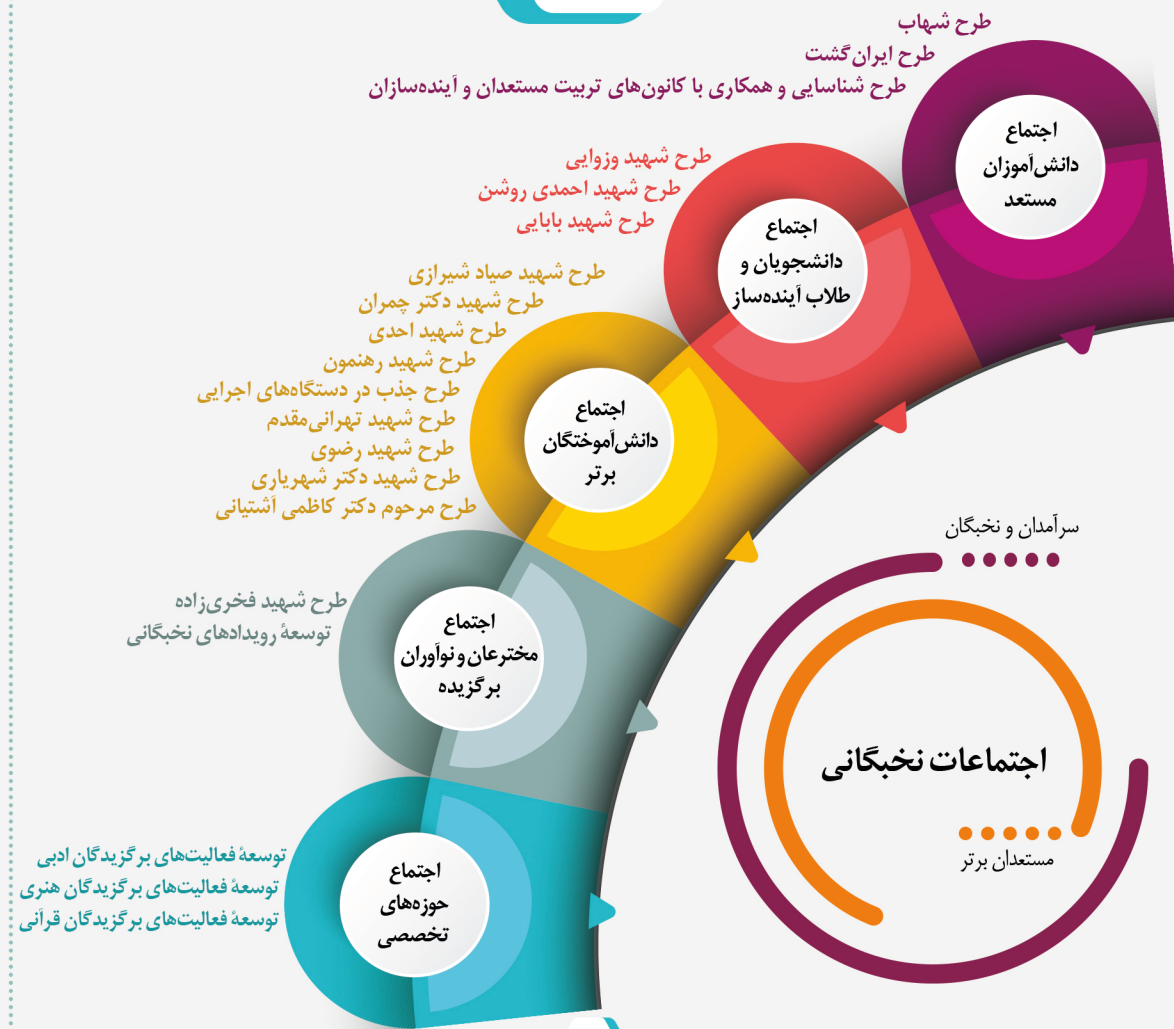 طرح شهاب
طرح ایران‌گشت
طرح شناسایی و همکاری با کانون‌های تربیت مستعدان و آینده‌سازان
اجتماع
دانش‌آموزان
مستعد
طرح شهید وزوایی
طرح شهید احمدی روشن
طرح شهید بابایی
اجتماع
دانشجویان و
طلاب آینده‌ساز
طرح شهید صیاد شیرازی
طرح شهید دکتر چمران
طرح شهید احدی
طرح شهید رهنمون
طرح جذب در دستگاه‌های اجرایی
طرح شهید تهرانی‌مقدم
طرح شهید رضوی
طرح شهید دکتر شهریاری
طرح مرحوم دکتر کاظمی آشتیانی
اجتماع
دانش‌آموختگان
برتر
طرح شهید فخری‌زاده
توسعهٔ رویدادهای نخبگانی
اجتماع
مخترعان و نوآوران
برگزیده
توسعهٔ فعالیت‌های برگزیدگان ادبی
توسعهٔ فعالیت‌های برگزیدگان هنری
توسعهٔ فعالیت‌های برگزیدگان قرآنی
اجتماع
حوزه‌های
تخصصی
سرآمدان و نخبگان
اجتماعات نخبگانی
مستعدان برتر